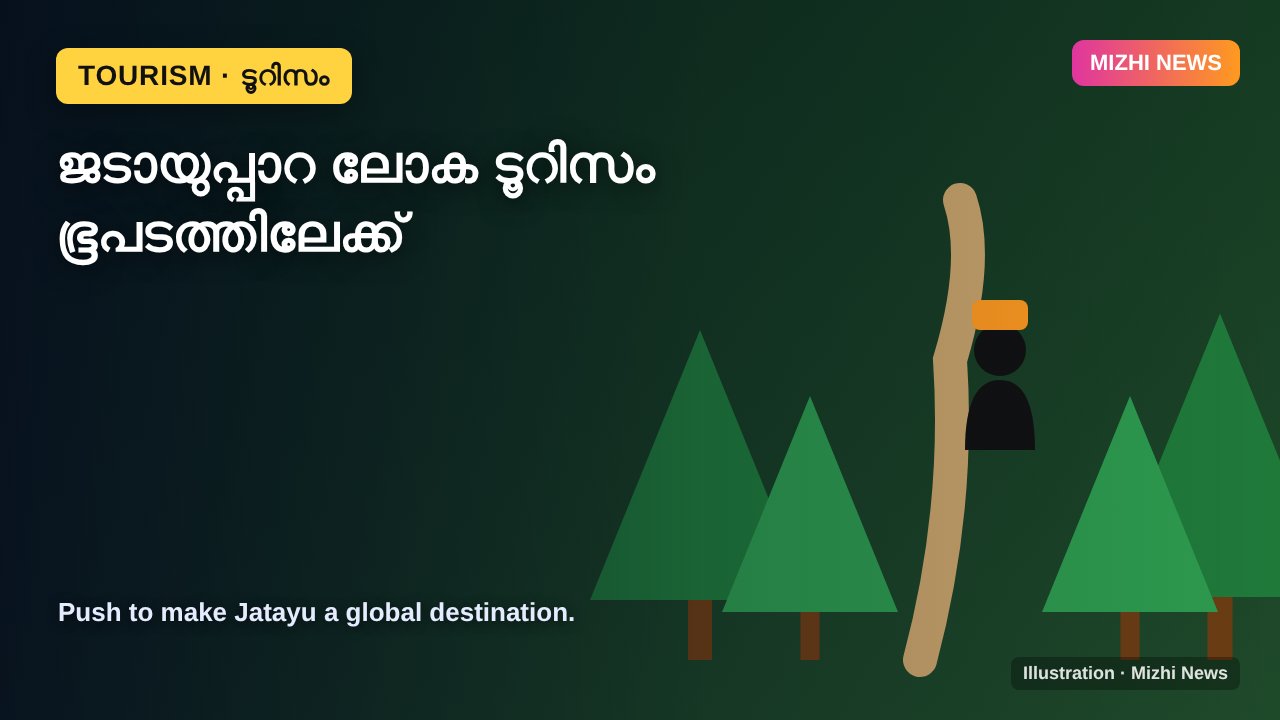 TOURISM · ടൂറിസം
MIZHI NEWS
ജടായുപ്പാറ ലോക ടൂറിസം
ഭൂപടത്തിലേക്ക്
Push to make Jatayu a global destination.
Illustration · Mizhi News